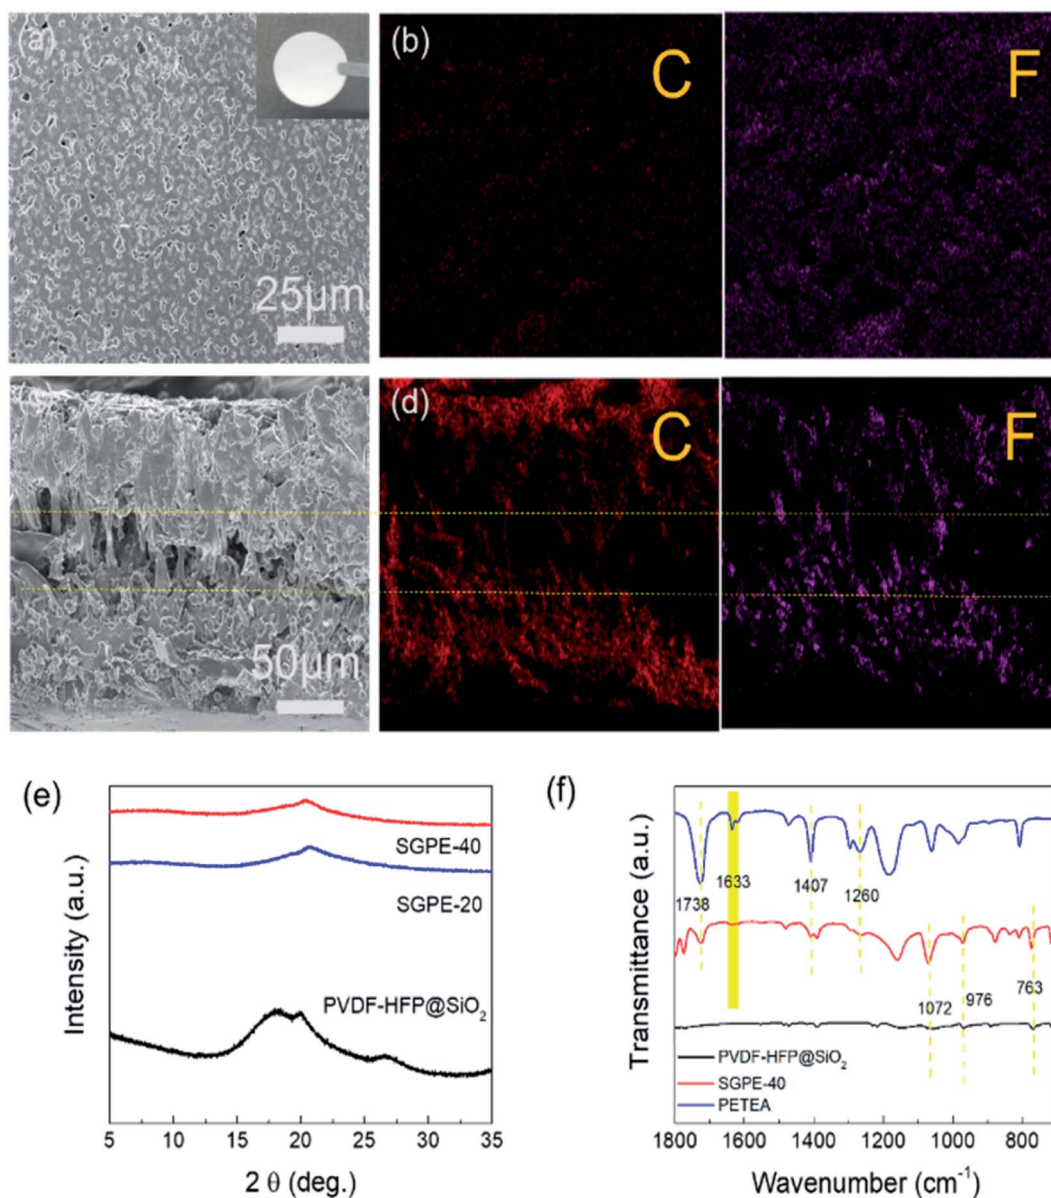 (a)
25μm
(b)
C
F
50μm
(d)
C
F
(e)
Intensity (a.u.)
SGPE-40
SGPE-20
PVDF-HFP@SiO₂
5 10 15 20 25 30 35
2 θ (deg.)
(f)
Transmittance (a.u.)
1738
1633
1407
1260
1072
976
763
PVDF-HFP@SiO₂
SGPE-40
PETEA
1800 1600 1400 1200 1000 800
Wavenumber (cm⁻¹)